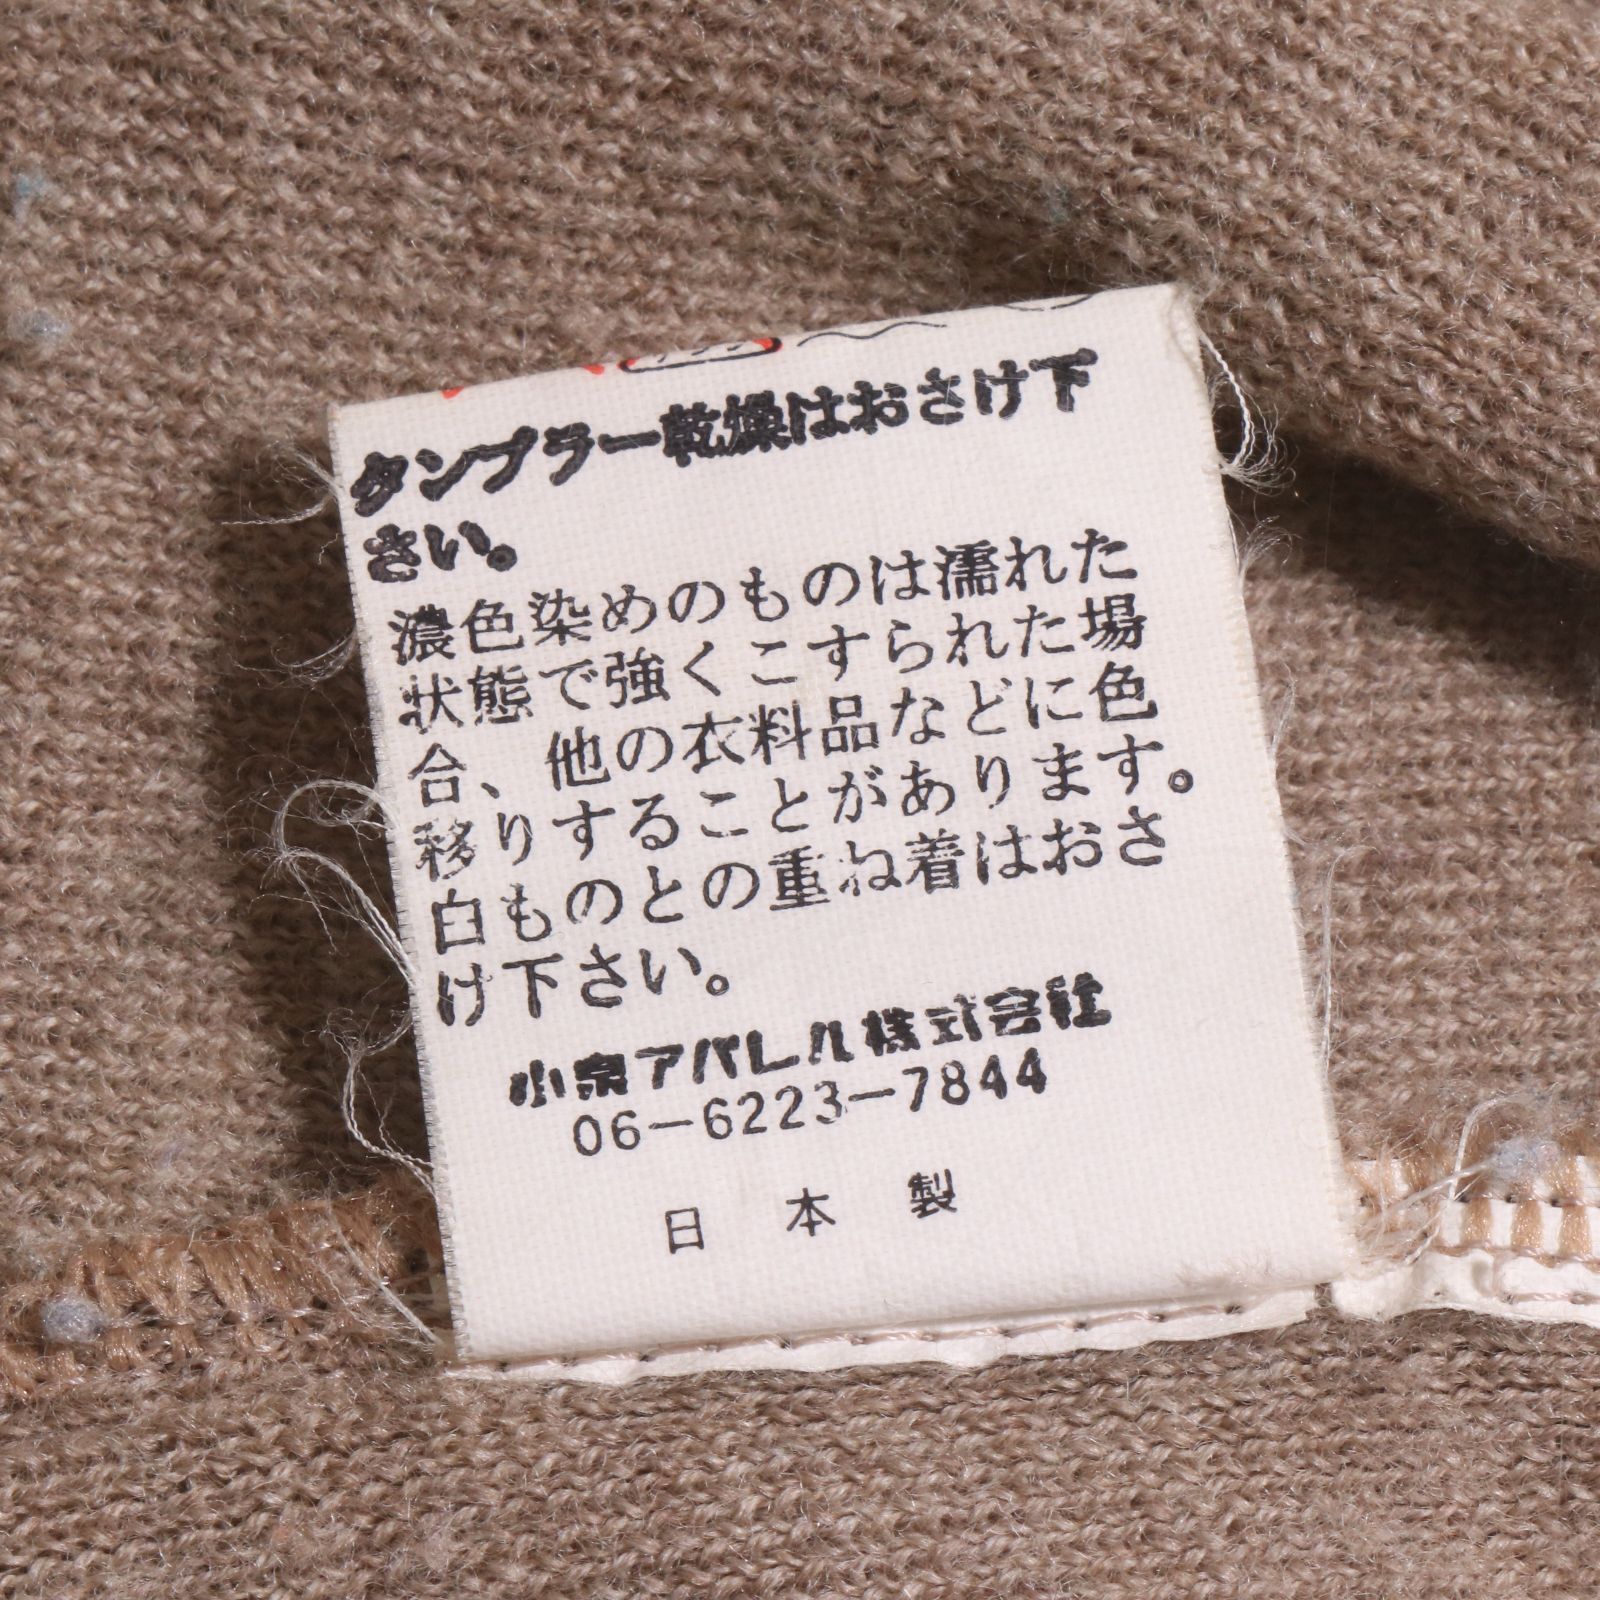 タンブラー乾燥はおさけ下
さい。
濃色染めのものは濡れた
状態で強くこすられた場
合、他の衣料品などに色
移りすることがあります。
白ものとの重ね着はおさ
け下さい。
小泉アパレル株式会社
06-6223-7844
日本製